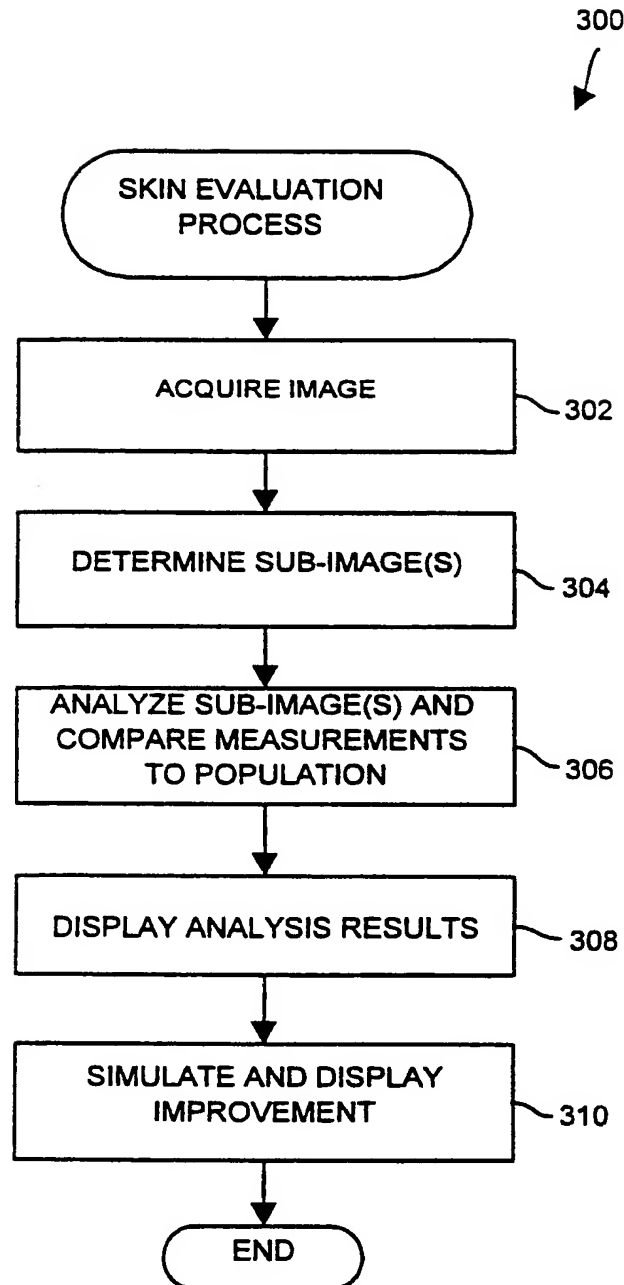 300
SKIN EVALUATION
PROCESS
ACQUIRE IMAGE
302
DETERMINE SUB-IMAGE(S)
304
ANALYZE SUB-IMAGE(S) AND
COMPARE MEASUREMENTS
TO POPULATION
306
DISPLAY ANALYSIS RESULTS
308
SIMULATE AND DISPLAY
IMPROVEMENT
310
END